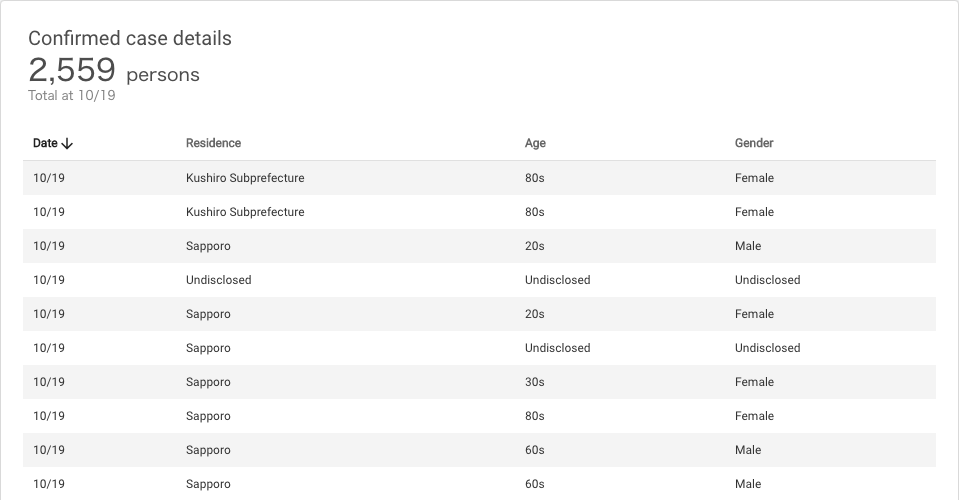 Confirmed case details
2,559 persons
Total at 10/19
Date↓ Residence Age Gender
10/19 Kushiro Subprefecture 80s Female
10/19 Kushiro Subprefecture 80s Female
10/19 Sapporo 20s Male
10/19 Undisclosed Undisclosed Undisclosed
10/19 Sapporo 20s Female
10/19 Sapporo Undisclosed Undisclosed
10/19 Sapporo 30s Female
10/19 Sapporo 80s Female
10/19 Sapporo 60s Male
10/19 Sapporo 60s Male